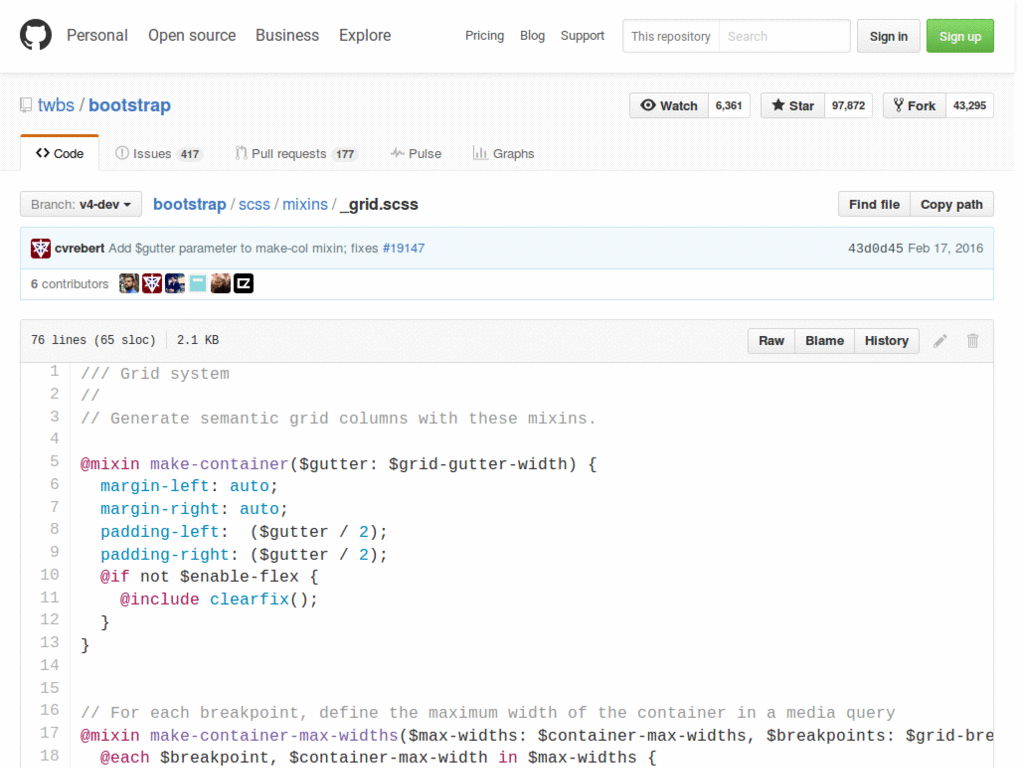 Personal Open source Business Explore Pricing Blog Support This repository Search Sign in Sign up
twbs / bootstrap Watch 6,361 Star 97,872 Fork 43,295
Code Issues 417 Pull requests 177 Pulse Graphs
Branch: v4-dev bootstrap / scss / mixins / _grid.scss Find file Copy path
cvrebert Add $gutter parameter to make-col mixin; fixes #19147 43d0d45 Feb 17, 2016
6 contributors
76 lines (65 sloc) 2.1 KB Raw Blame History
1 /// Grid system
2 //
3 // Generate semantic grid columns with these mixins.
4
5 @mixin make-container($gutter: $grid-gutter-width) {
6 margin-left: auto;
7 margin-right: auto;
8 padding-left:  ($gutter / 2);
9 padding-right: ($gutter / 2);
10 @if not $enable-flex {
11 @include clearfix();
12 }
13 }
14
15
16 // For each breakpoint, define the maximum width of the container in a media query
17 @mixin make-container-max-widths($max-widths: $container-max-widths, $breakpoints: $grid-bre
18 @each $breakpoint, $container-max-width in $max-widths {